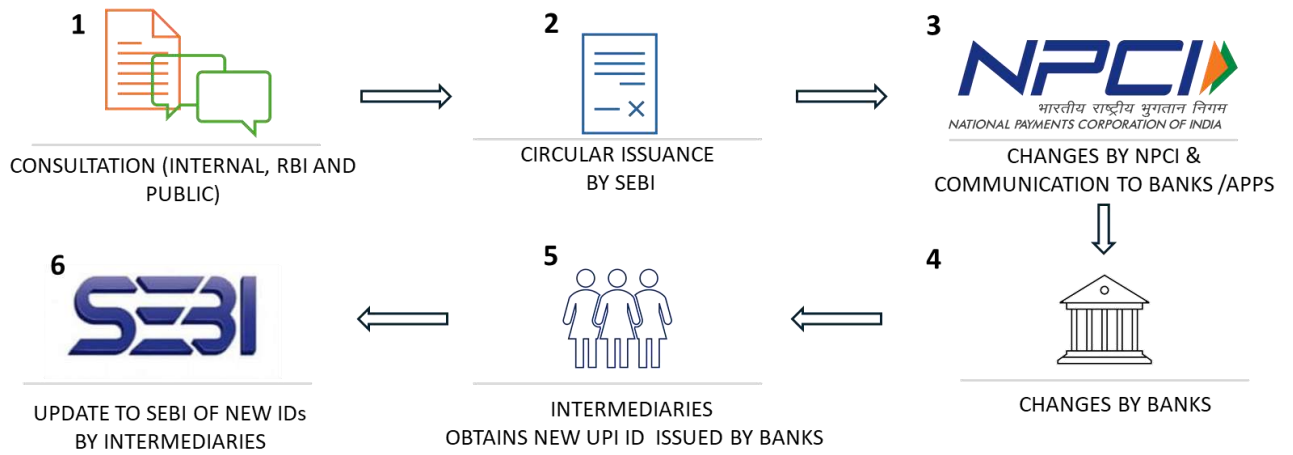 1
CONSULTATION (INTERNAL, RBI AND
PUBLIC)
2
CIRCULAR ISSUANCE
BY SEBI
3
NPCI
भारतीय राष्ट्रीय भुगतान निगम
NATIONAL PAYMENTS CORPORATION OF INDIA
CHANGES BY NPCI &
COMMUNICATION TO BANKS /APPS
4
CHANGES BY BANKS
5
INTERMEDIARIES
OBTAINS NEW UPI ID ISSUED BY BANKS
6
SEBI
UPDATE TO SEBI OF NEW IDs
BY INTERMEDIARIES